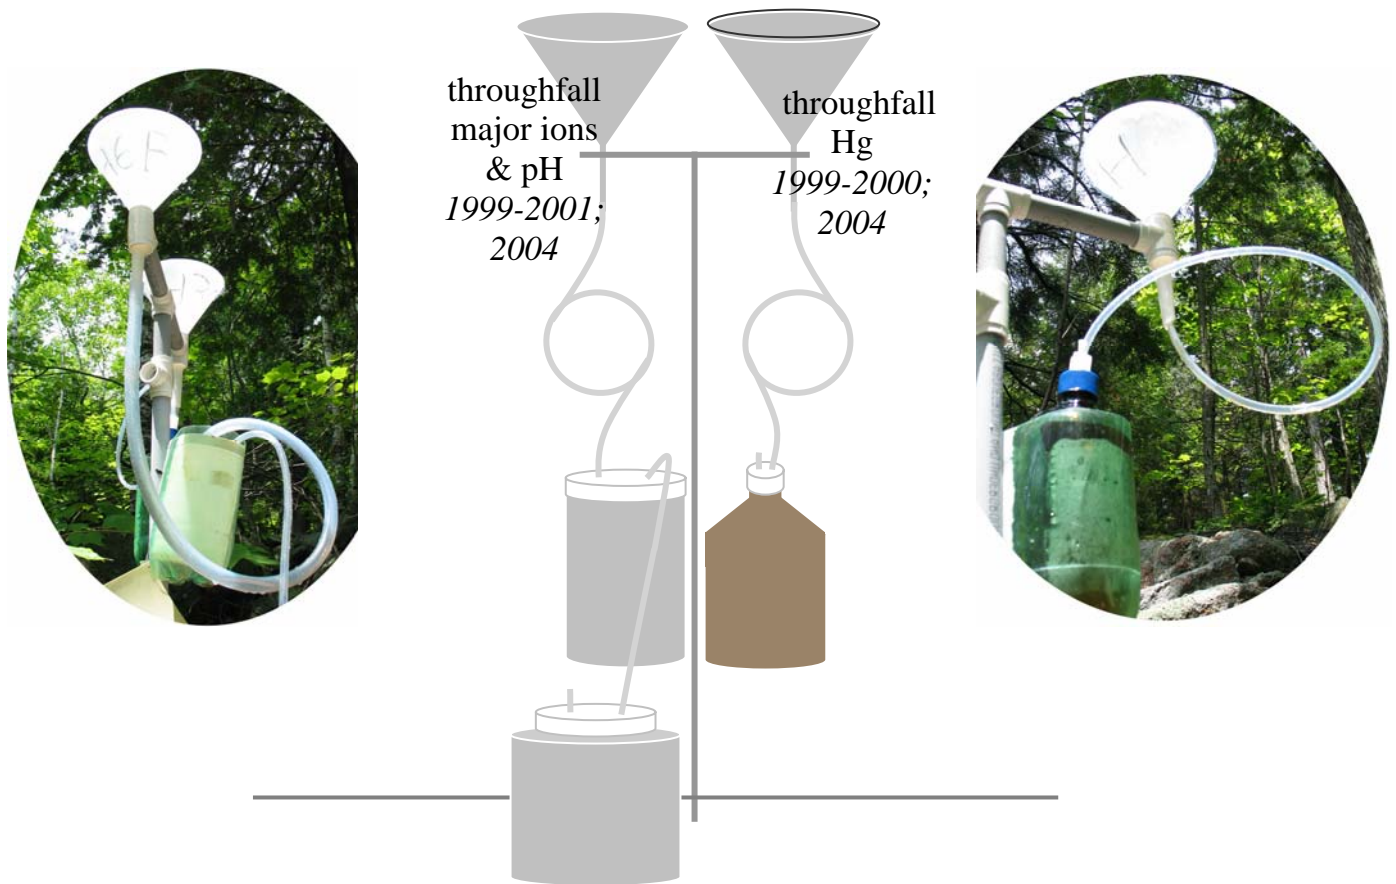 throughfall
major ions
& pH
1999-2001;
2004
throughfall
Hg
1999-2000;
2004